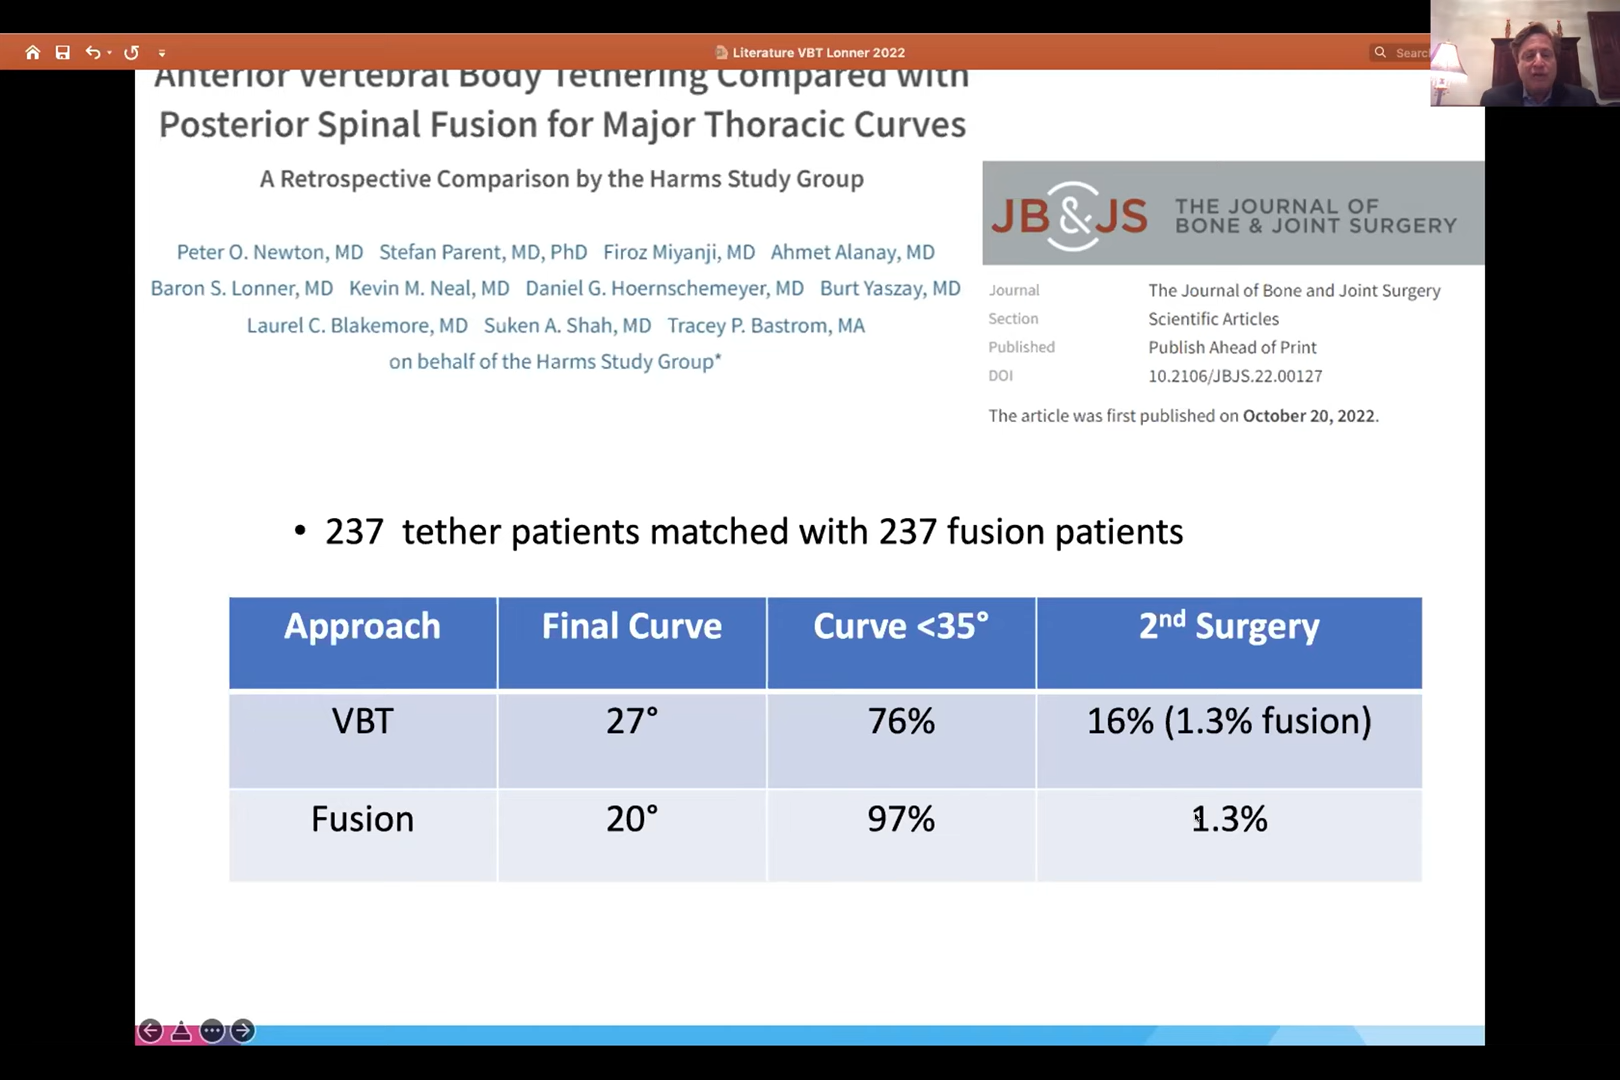 Literature VBT Lonner 2022
Searc
Anterior Vertebral Body Tethering Compared with
Posterior Spinal Fusion for Major Thoracic Curves
A Retrospective Comparison by the Harms Study Group
Peter O. Newton, MD Stefan Parent, MD, PhD Firoz Miyanji, MD Ahmet Alanay, MD
Baron S. Lonner, MD Kevin M. Neal, MD Daniel G. Hoernschemeyer, MD Burt Yaszay, MD
Laurel C. Blakemore, MD Suken A. Shah, MD Tracey P. Bastrom, MA
on behalf of the Harms Study Group*
JB&JS THE JOURNAL OF
BONE & JOINT SURGERY
Journal The Journal of Bone and Joint Surgery
Section Scientific Articles
Published Publish Ahead of Print
DOI 10.2106/JBJS.22.00127
The article was first published on October 20, 2022.
• 237 tether patients matched with 237 fusion patients
Approach Final Curve Curve <35° 2nd Surgery
VBT 27° 76% 16% (1.3% fusion)
Fusion 20° 97% 1.3%